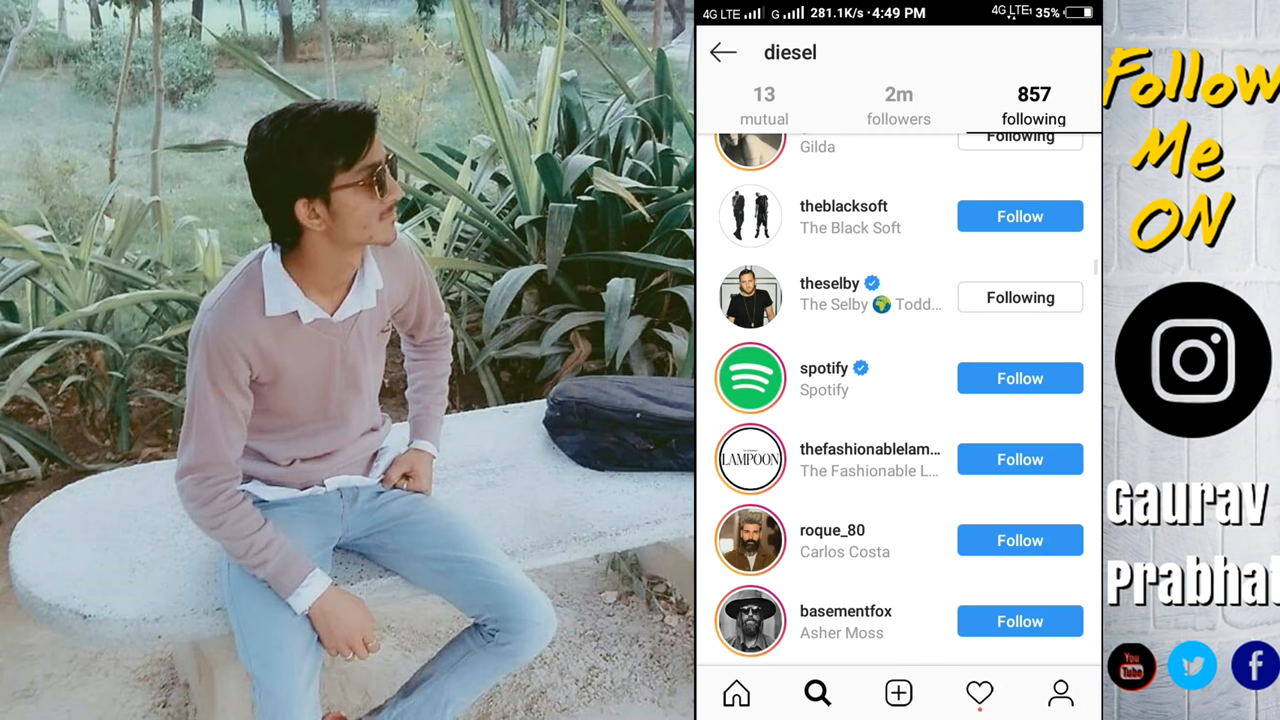 4G LTE G 281.1K/s · 4:49 PM 4G LTE 35%
diesel
13
mutual
2m
followers
857
following
Gilda
Following
theblacksoft
The Black Soft
Follow
theselby
The Selby 🌍 Todd...
Following
spotify
Spotify
Follow
LAMPOON
thefashionablelam...
The Fashionable L...
Follow
roque_80
Carlos Costa
Follow
basementfox
Asher Moss
Follow
Follow
Me
ON
Gaurav
Prabhat
You
Tube
f